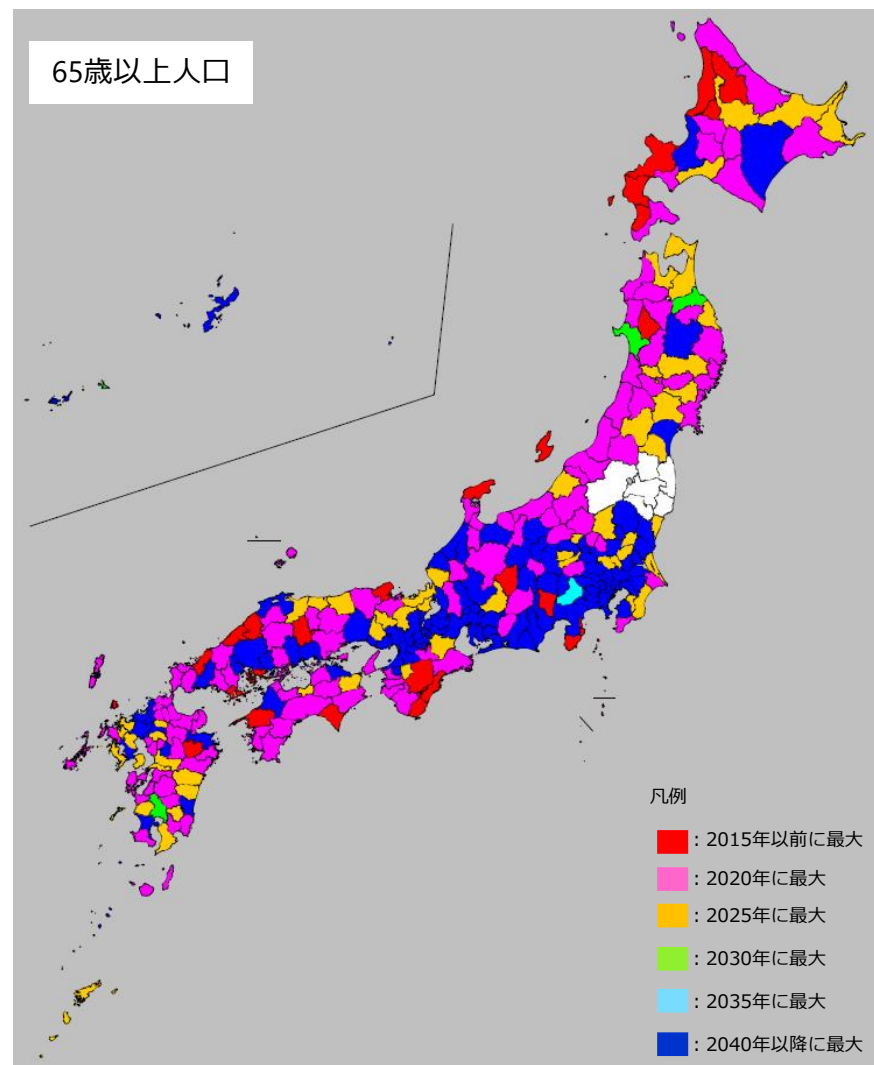 65歳以上人口
凡例
：2015年以前に最大
：2020年に最大
：2025年に最大
：2030年に最大
：2035年に最大
：2040年以降に最大